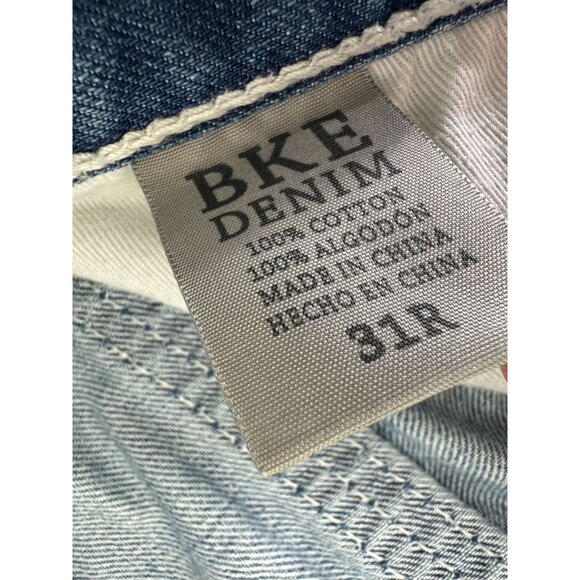 BKE
DENIM
100% COTTON
100% ALGODÓN
MADE IN CHINA
HECHO EN CHINA
31R